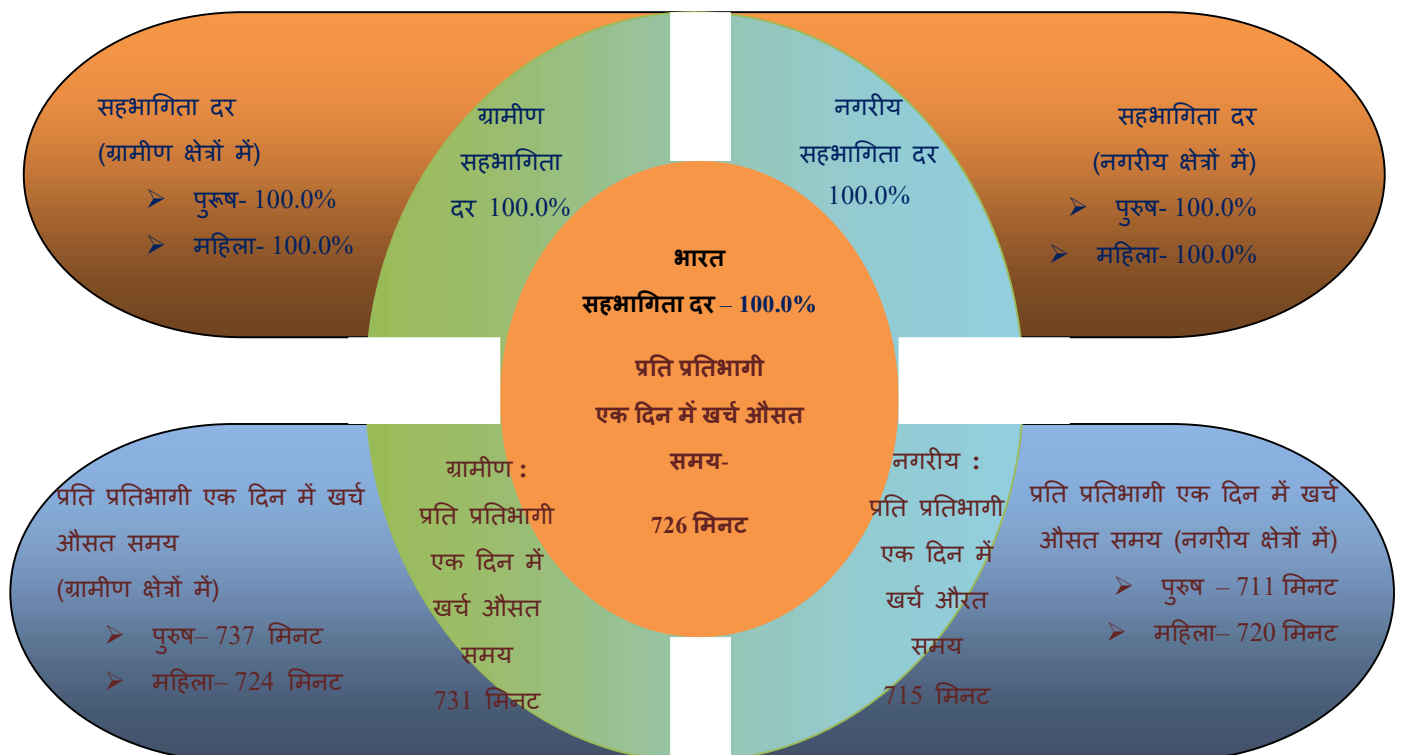 सहभागिता दर
(ग्रामीण क्षेत्रों में)
➢ पुरूष- 100.0%
➢ महिला- 100.0%
ग्रामीण
सहभागिता
दर 100.0%
नगरीय
सहभागिता दर
100.0%
सहभागिता दर
(नगरीय क्षेत्रों में)
➢ पुरुष- 100.0%
➢ महिला- 100.0%
भारत
सहभागिता दर – 100.0%
प्रति प्रतिभागी
एक दिन में खर्च औसत
समय-
726 मिनट
प्रति प्रतिभागी एक दिन में खर्च
औसत समय
(ग्रामीण क्षेत्रों में)
➢ पुरुष– 737 मिनट
➢ महिला– 724 मिनट
ग्रामीण :
प्रति प्रतिभागी
एक दिन में
खर्च औसत
समय
731 मिनट
नगरीय :
प्रति प्रतिभागी
एक दिन में
खर्च औरत
समय
715 मिनट
प्रति प्रतिभागी एक दिन में खर्च
औसत समय (नगरीय क्षेत्रों में)
➢ पुरुष – 711 मिनट
➢ महिला– 720 मिनट